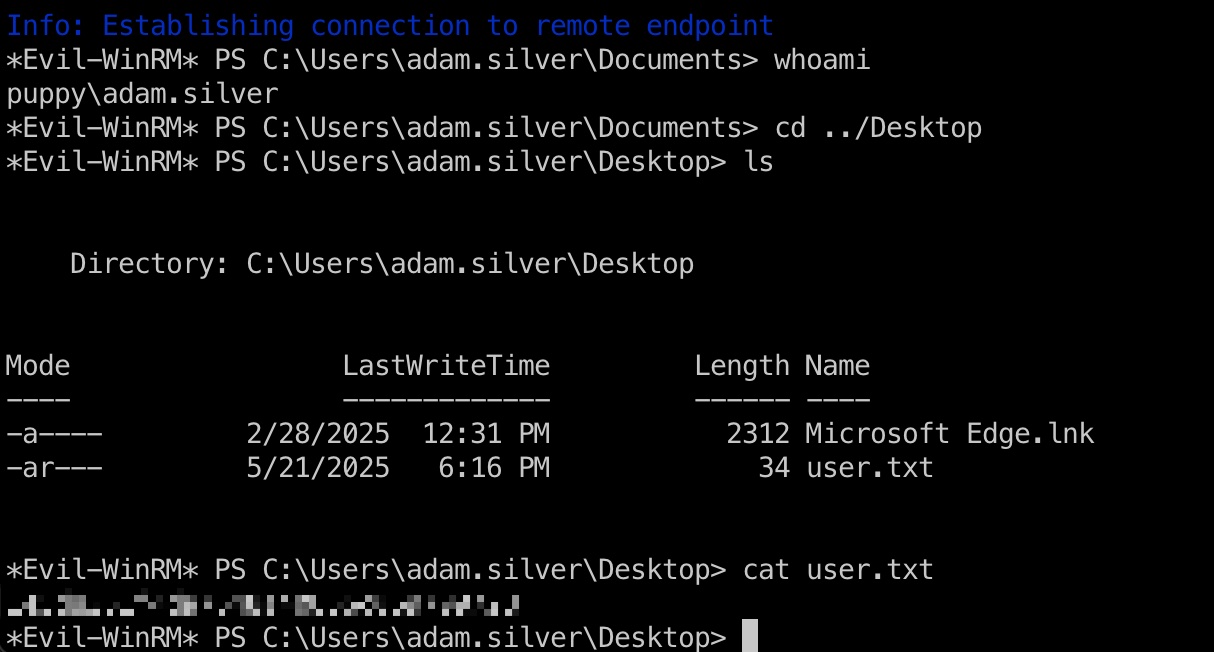 Info: Establishing connection to remote endpoint
*Evil-WinRM* PS C:\Users\adam.silver\Documents> whoami
puppy\adam.silver
*Evil-WinRM* PS C:\Users\adam.silver\Documents> cd ../Desktop
*Evil-WinRM* PS C:\Users\adam.silver\Desktop> ls
Directory: C:\Users\adam.silver\Desktop
Mode LastWriteTime Length Name
---- ------------- ------ ----
-a---- 2/28/2025 12:31 PM 2312 Microsoft Edge.lnk
-ar--- 5/21/2025 6:16 PM 34 user.txt
*Evil-WinRM* PS C:\Users\adam.silver\Desktop> cat user.txt
*Evil-WinRM* PS C:\Users\adam.silver\Desktop>